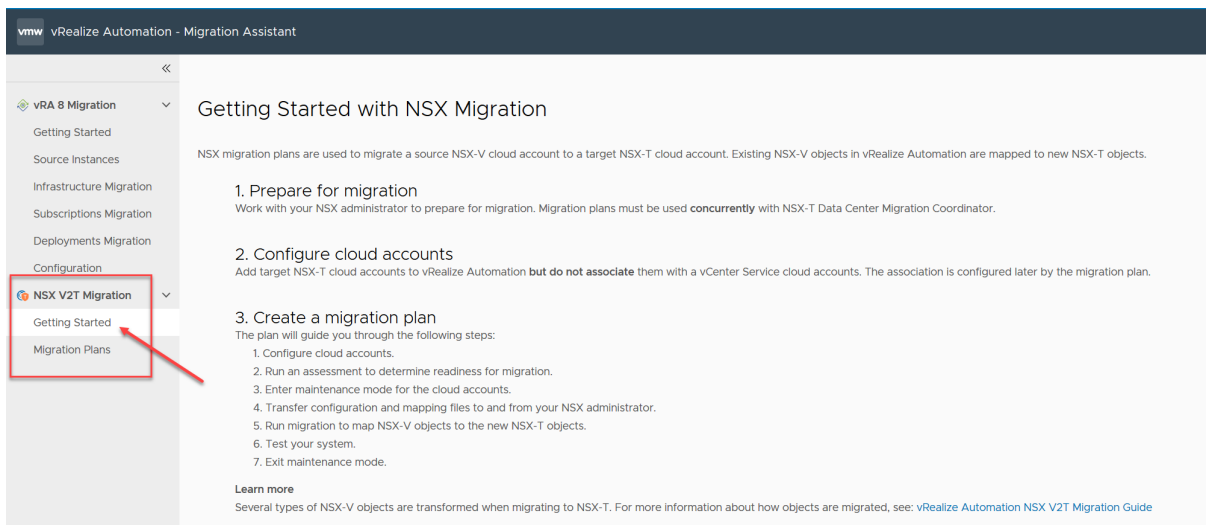 vmw vRealize Automation - Migration Assistant
vRA 8 Migration
Getting Started
Source Instances
Infrastructure Migration
Subscriptions Migration
Deployments Migration
Configuration
NSX V2T Migration
Getting Started
Migration Plans
Getting Started with NSX Migration
NSX migration plans are used to migrate a source NSX-V cloud account to a target NSX-T cloud account. Existing NSX-V objects in vRealize Automation are mapped to new NSX-T objects.
1. Prepare for migration
Work with your NSX administrator to prepare for migration. Migration plans must be used concurrently with NSX-T Data Center Migration Coordinator.
2. Configure cloud accounts
Add target NSX-T cloud accounts to vRealize Automation but do not associate them with a vCenter Service cloud accounts. The association is configured later by the migration plan.
3. Create a migration plan
The plan will guide you through the following steps:
1. Configure cloud accounts.
2. Run an assessment to determine readiness for migration.
3. Enter maintenance mode for the cloud accounts.
4. Transfer configuration and mapping files to and from your NSX administrator.
5. Run migration to map NSX-V objects to the new NSX-T objects.
6. Test your system.
7. Exit maintenance mode.
Learn more
Several types of NSX-V objects are transformed when migrating to NSX-T. For more information about how objects are migrated, see: vRealize Automation NSX V2T Migration Guide